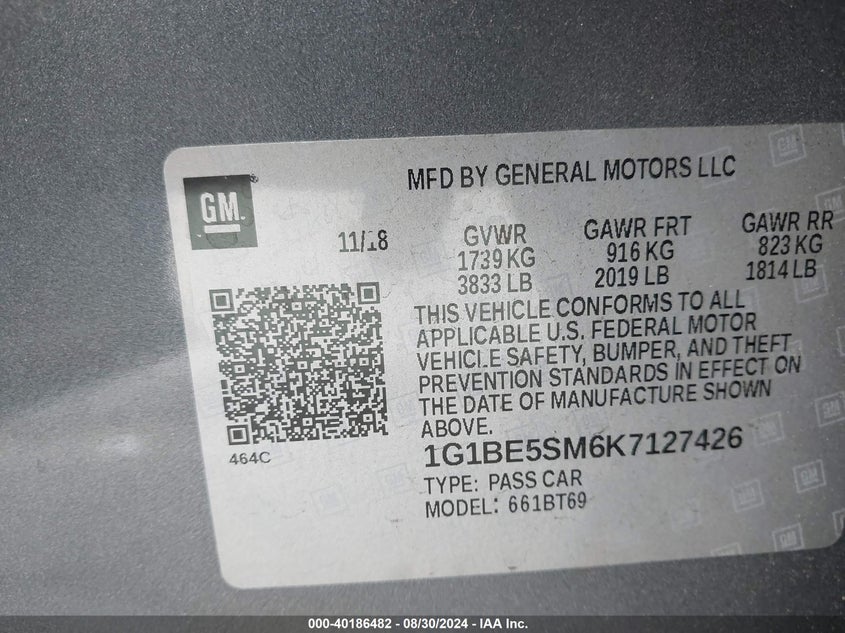 GM
MFD BY GENERAL MOTORS LLC
11/18
GVWR
1739 KG
3833 LB
GAWR FRT
916 KG
2019 LB
GAWR RR
823 KG
1814 LB
THIS VEHICLE CONFORMS TO ALL
APPLICABLE U.S. FEDERAL MOTOR
VEHICLE SAFETY, BUMPER, AND THEFT
PREVENTION STANDARDS IN EFFECT ON
THE DATE OF MANUFACTURE SHOWN
ABOVE.
464C
1G1BE5SM6K7127426
TYPE: PASS CAR
MODEL: 661BT69
000-40186482 - 08/30/2024 - IAA Inc.